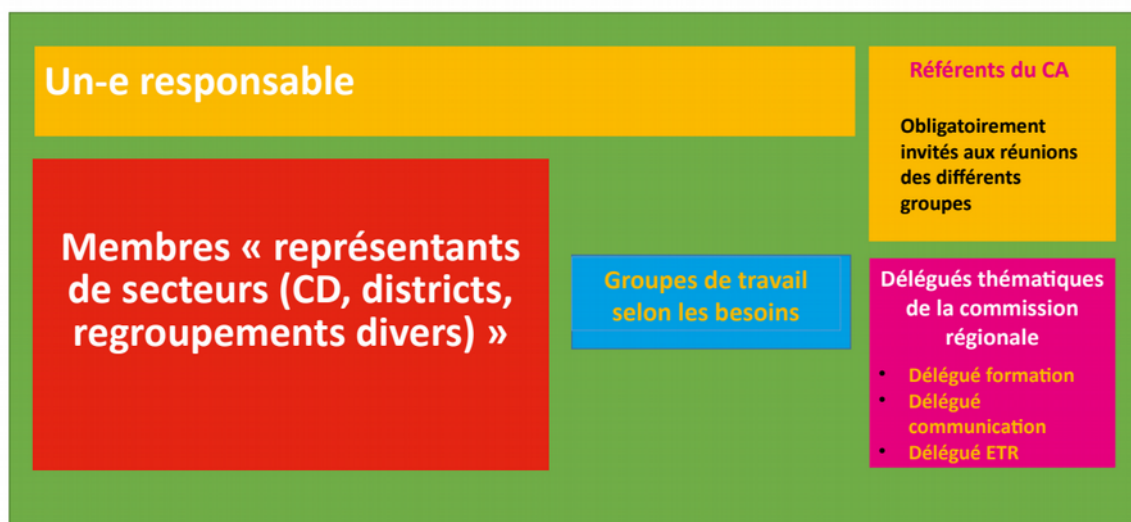 Un-e responsable
Référents du CA
Obligatoirement
invités aux réunions
des différents
groupes
Membres « représentants
de secteurs (CD, districts,
regroupements divers) »
Groupes de travail
selon les besoins
Délégués thématiques
de la commission
régionale
• Délégué formation
• Délégué
communication
• Délégué ETR